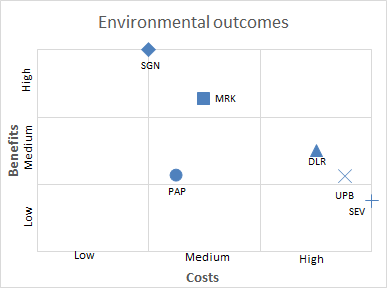 Environmental outcomes
High
SGN
MRK
Medium
Benefits
DLR
PAP
UPB
Low
SEV
Low
Medium
High
Costs